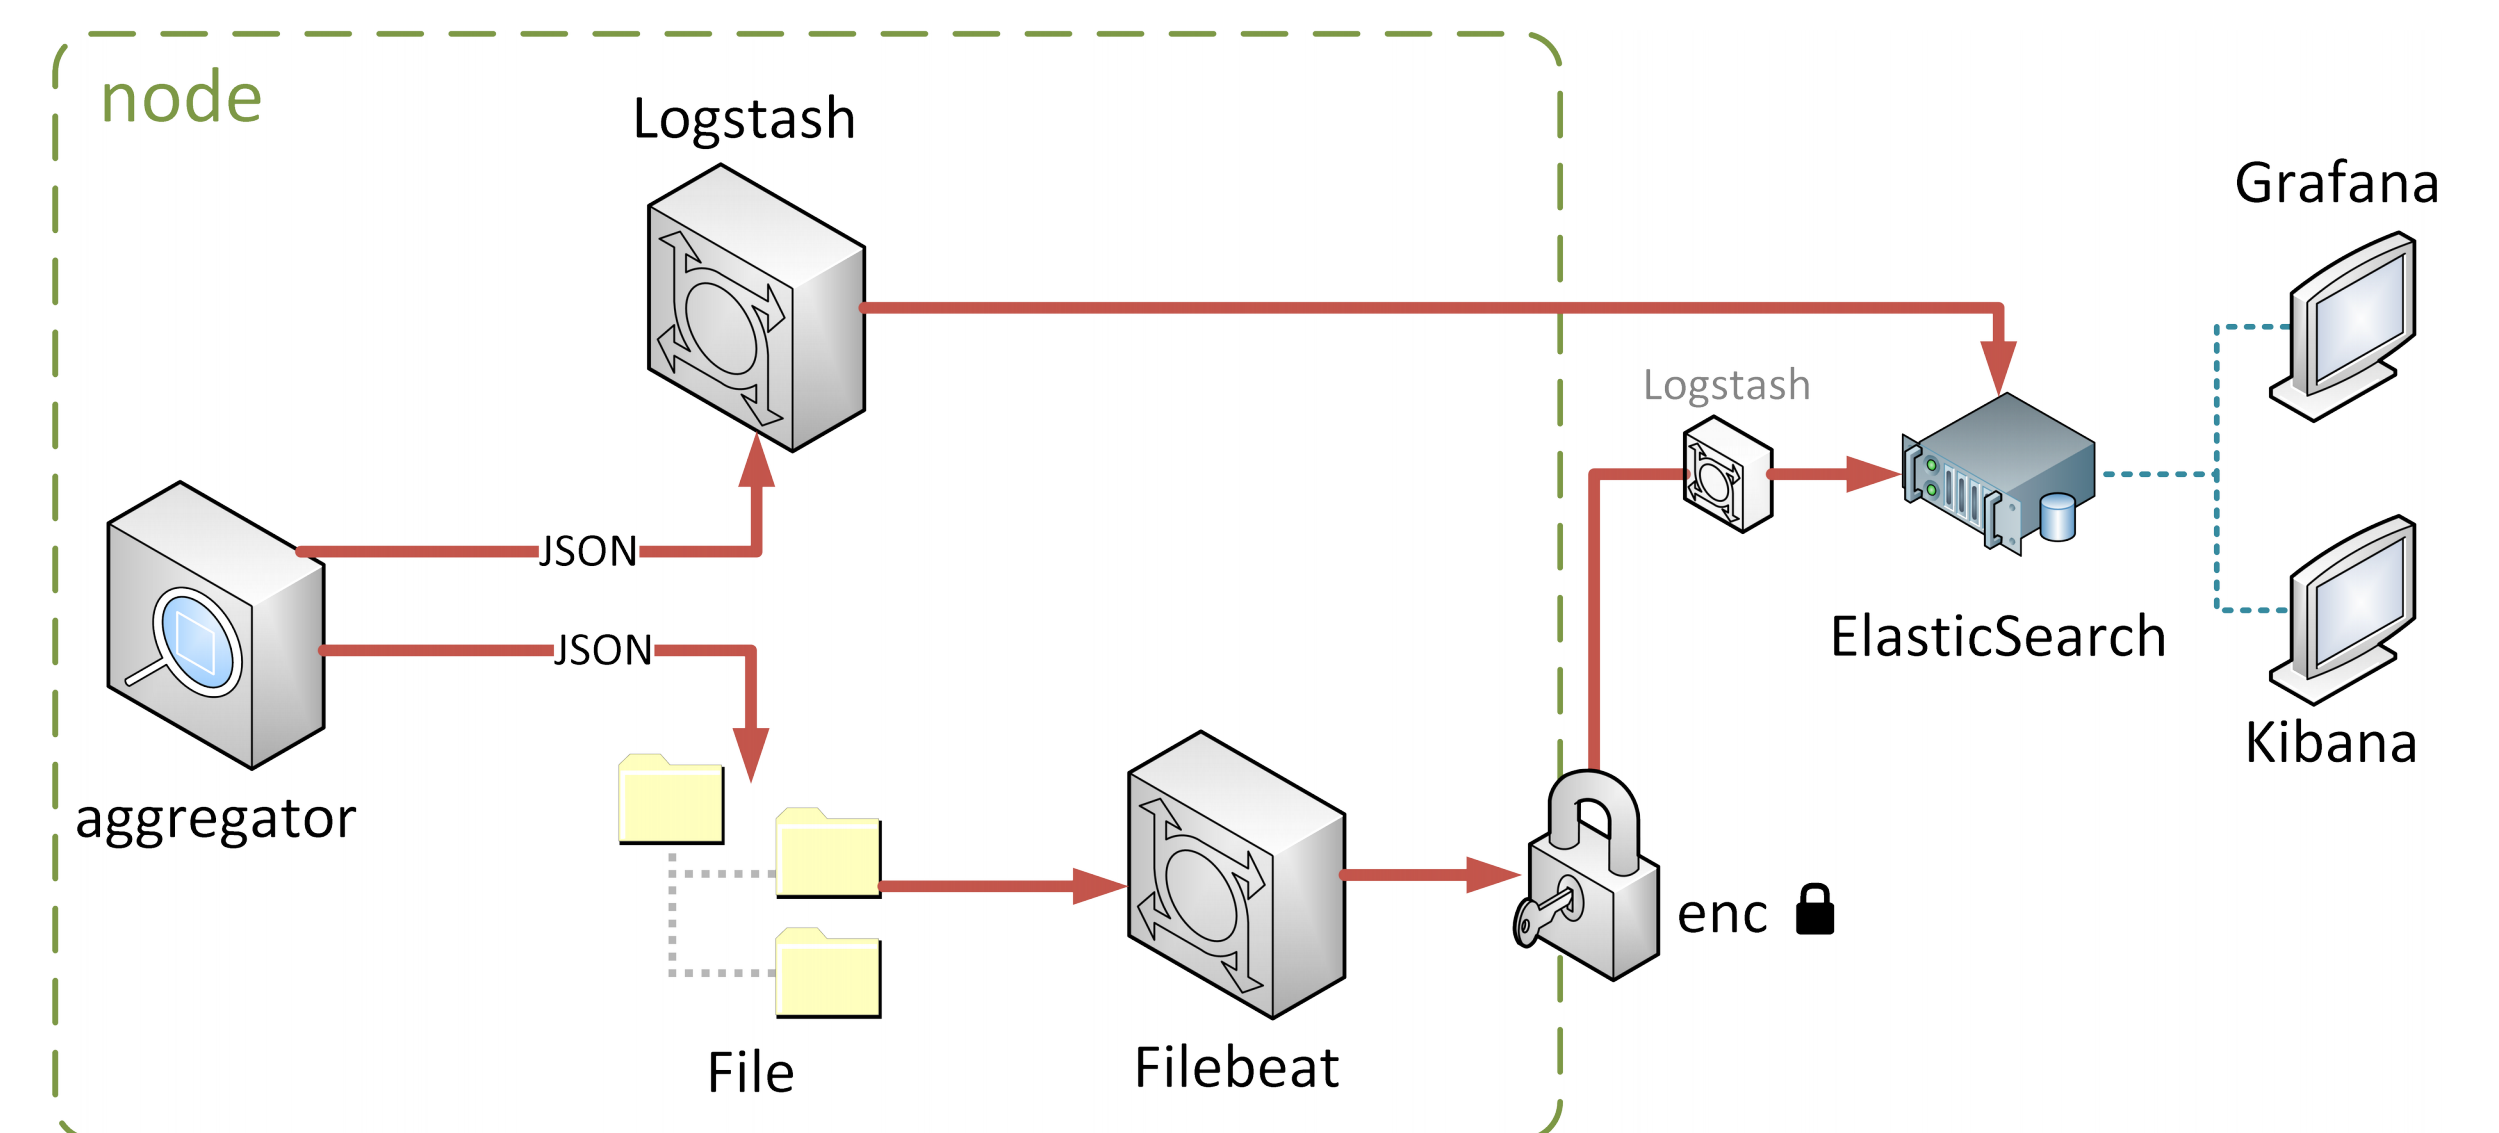 node
Logstash
Grafana
Logstash
JSON
ElasticSearch
JSON
Kibana
aggregator
enc
File
Filebeat